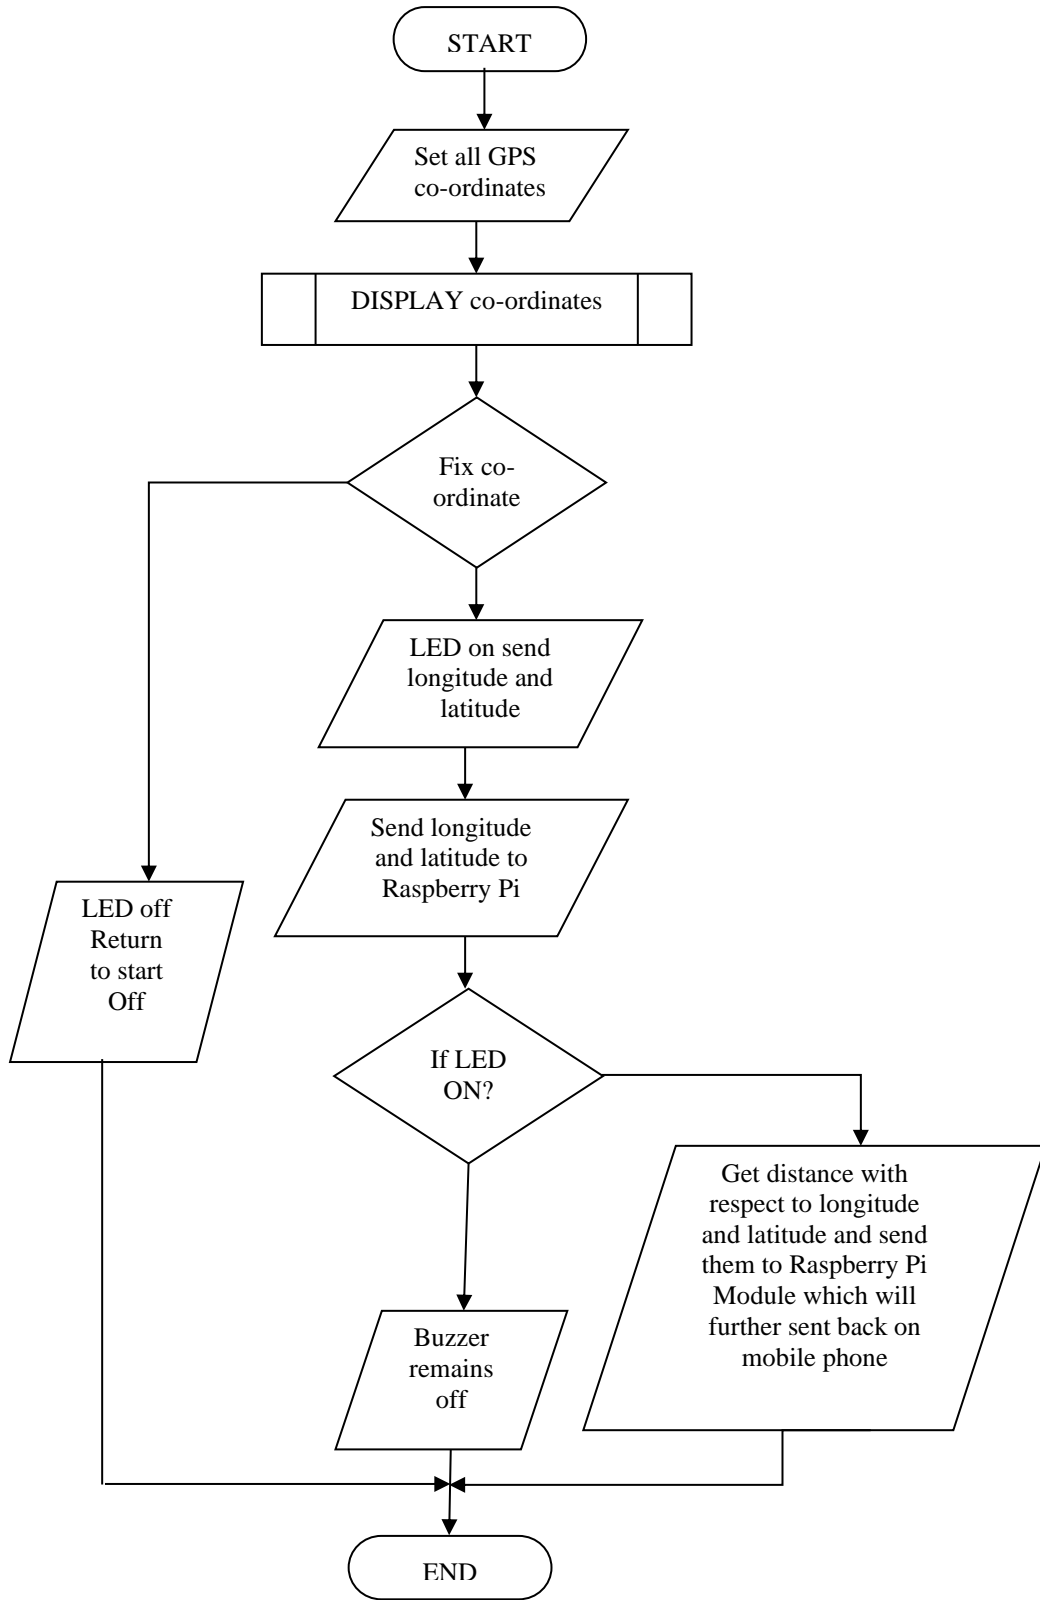 START
Set all GPS
co-ordinates
DISPLAY co-ordinates
Fix co-
ordinate
LED on send
longitude and
latitude
Send longitude
and latitude to
Raspberry Pi
LED off
Return
to start
Off
If LED
ON?
Get distance with
respect to longitude
and latitude and send
them to Raspberry Pi
Module which will
further sent back on
mobile phone
Buzzer
remains
off
END